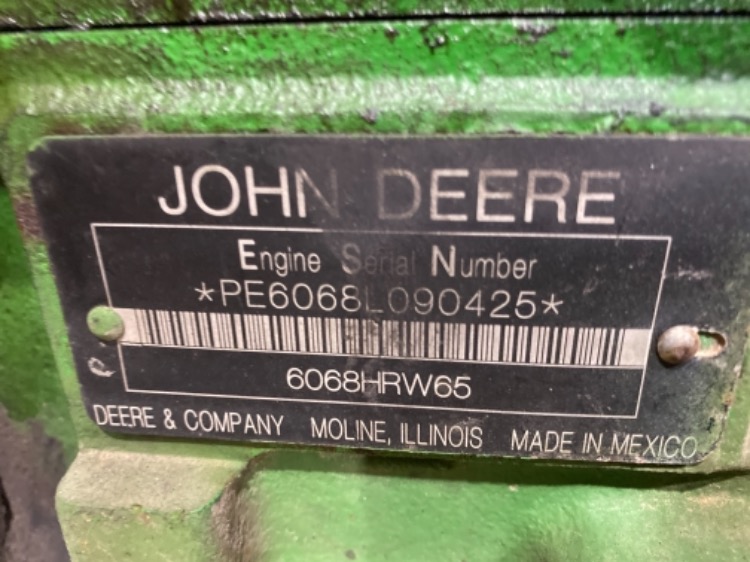 JOHN DEERE
Engine Serial Number
*PE6068L090425*
6068HRW65
DEERE & COMPANY MOLINE, ILLINOIS MADE IN MEXICO